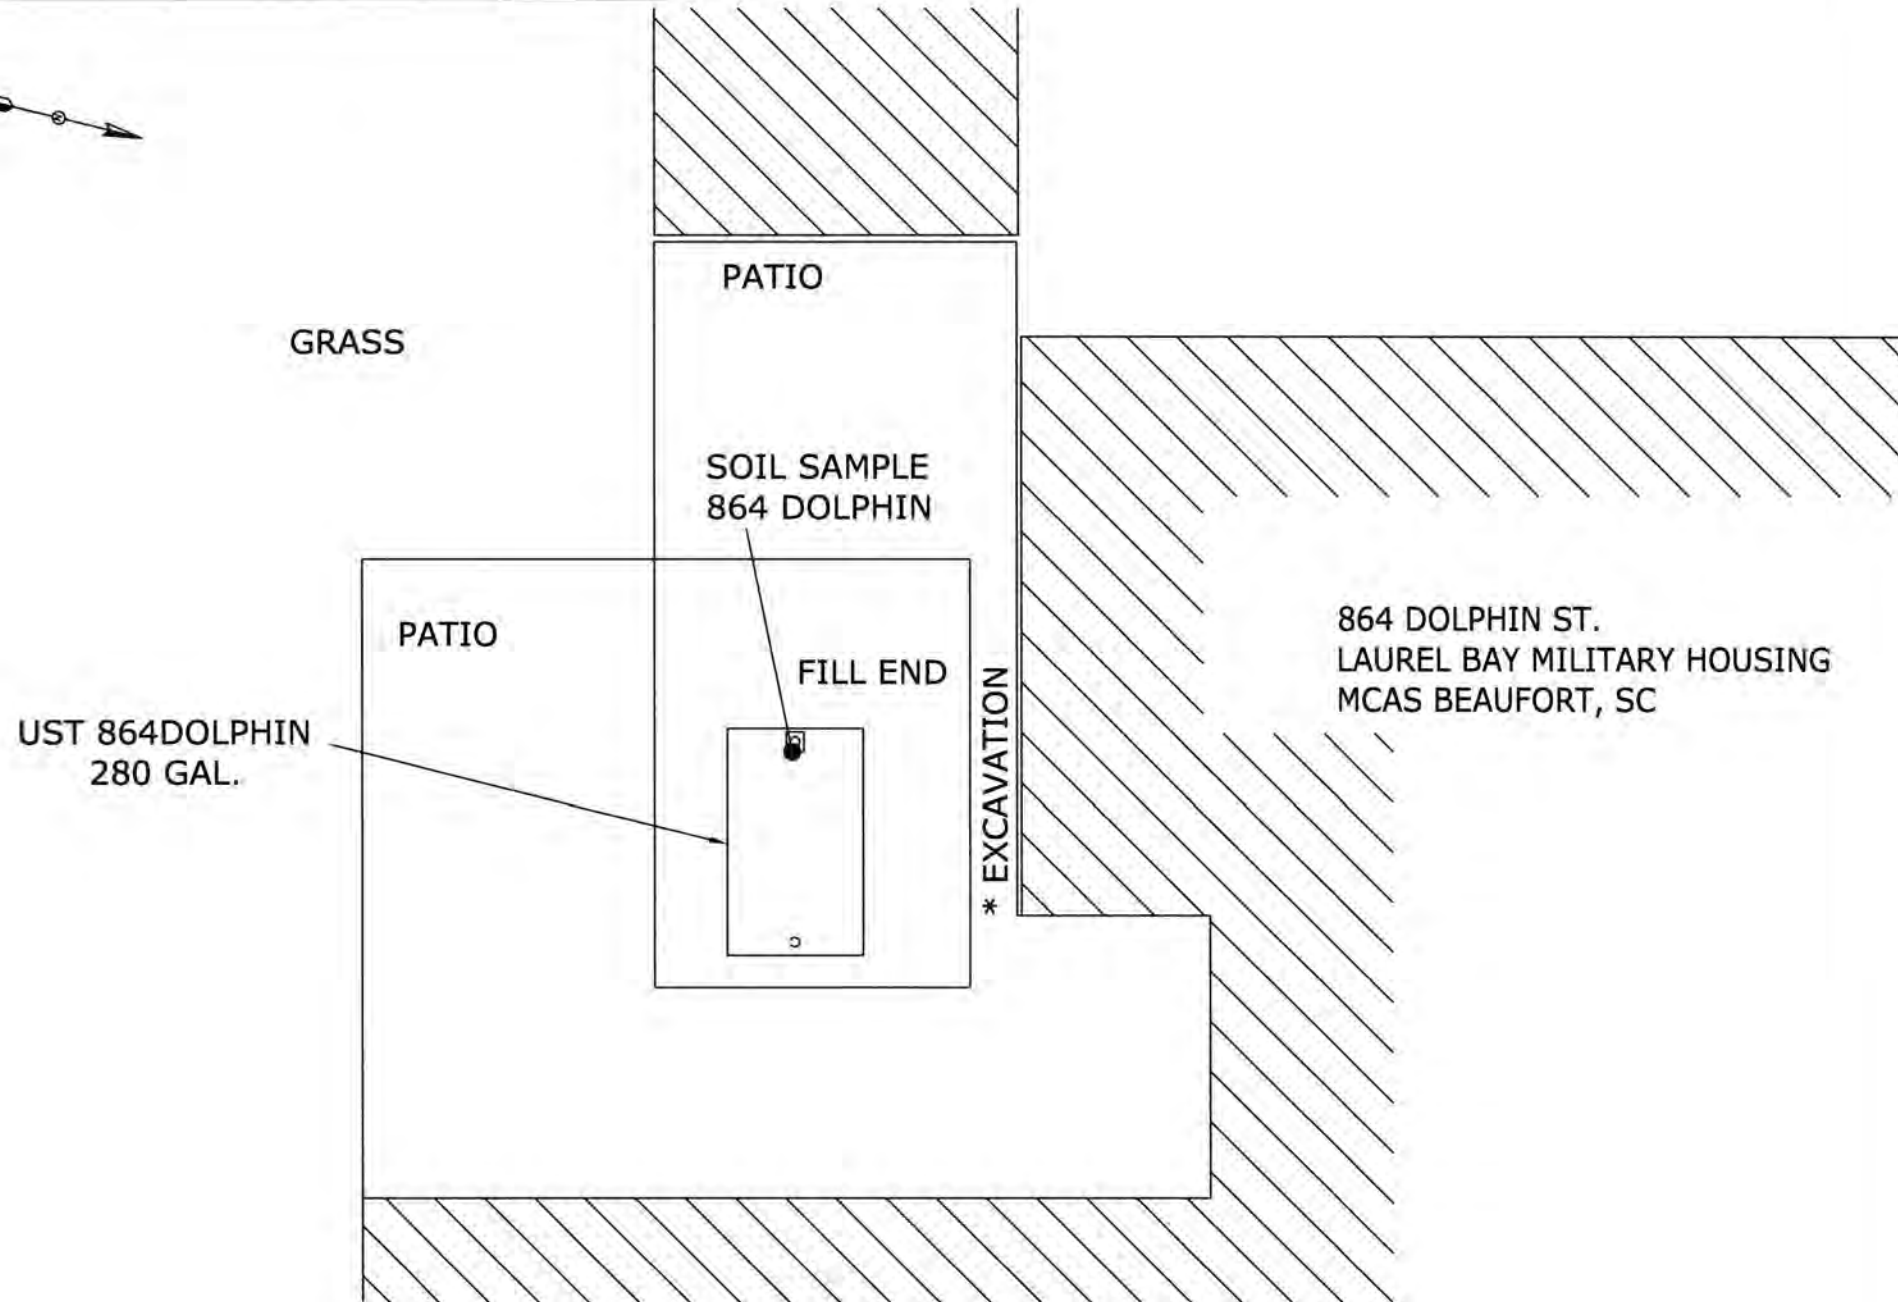 PATIO
GRASS
SOIL SAMPLE
864 DOLPHIN
PATIO
FILL END
864 DOLPHIN ST.
LAUREL BAY MILITARY HOUSING
MCAS BEAUFORT, SC
UST 864DOLPHIN
280 GAL.
* EXCAVATION